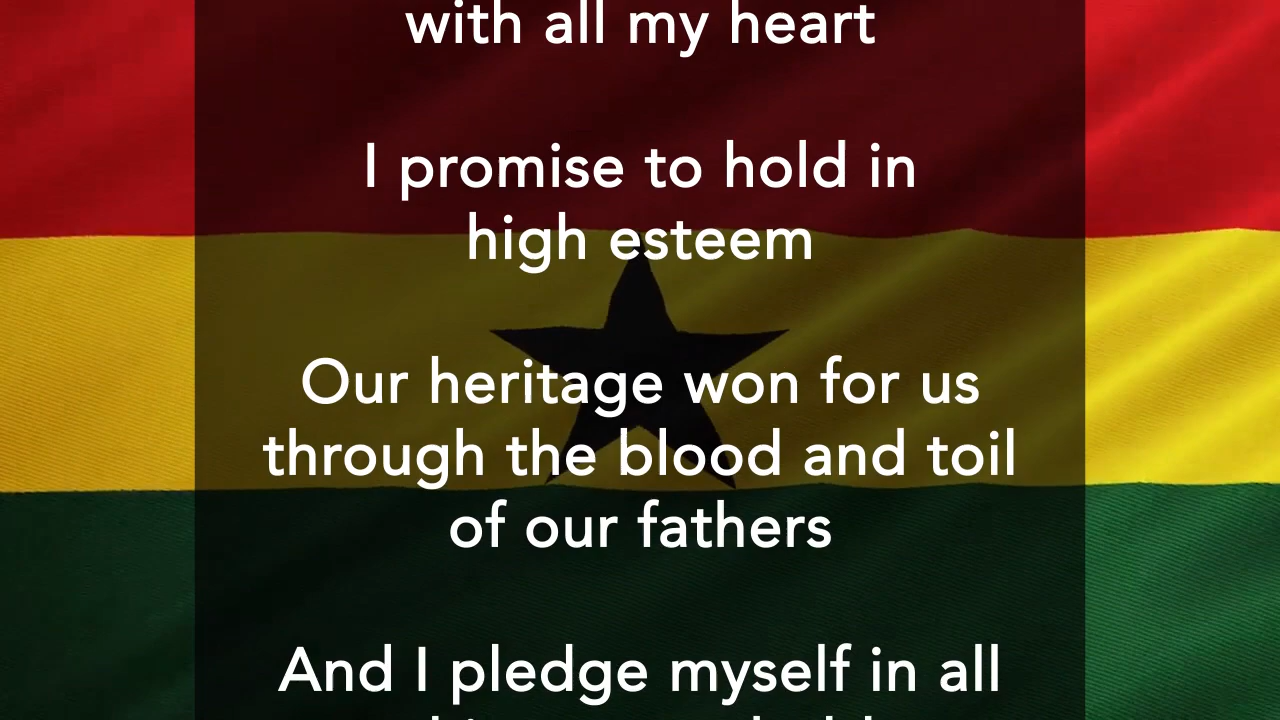 with all my heart
I promise to hold in
high esteem
Our heritage won for us
through the blood and toil
of our fathers
And I pledge myself in all